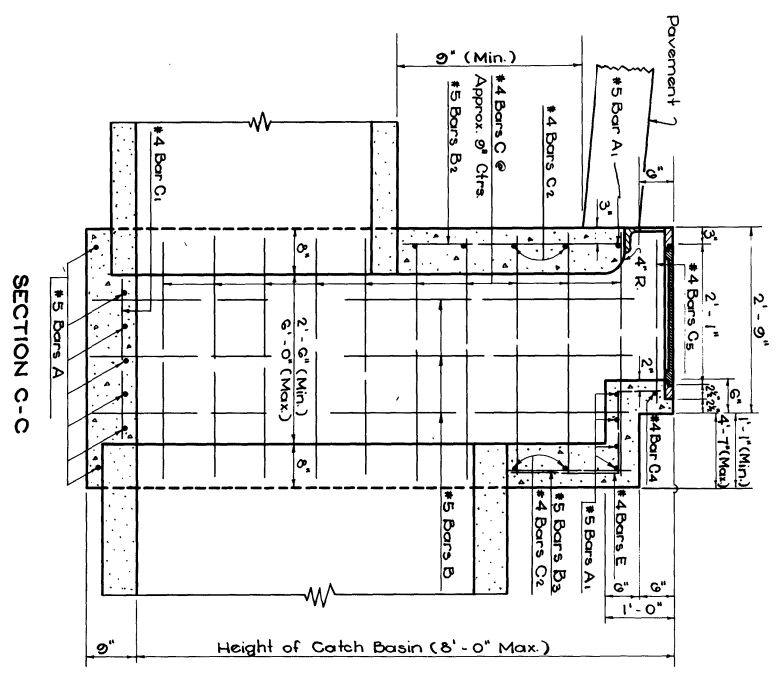 Pavement
9" (Min.)
#5 Bar A1
#4 Bars C2
#4 Bars C @
Approx. 9" Ctrs.
#5 Bars B2
#4 Bar C1
6"
3"
3"
2'-9"
2'-1"
#4 Bars C5
4" R
2"
6"
2½" 2½"
1'-1" (Min.)
4'-7" (Max.)
8"
2'-6" (Min.)
6'-0" (Max.)
8"
#4 Bar C4
#4 Bars E
#5 Bars A1
#5 Bars B3
#4 Bars C2
#5 Bars B
6"
6"
1'-0"
#5 Bars A
SECTION C-C
9"
Height of Catch Basin (8'-0" Max.)